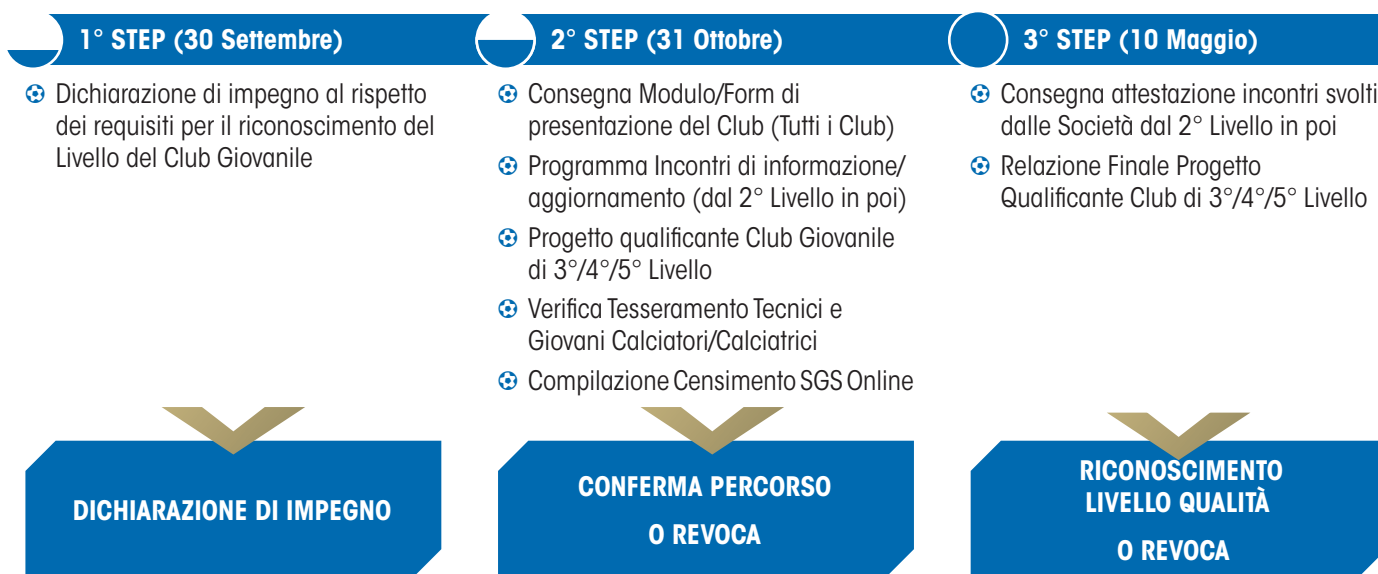 1° STEP (30 Settembre)
Dichiarazione di impegno al rispetto
dei requisiti per il riconoscimento del
Livello del Club Giovanile
DICHIARAZIONE DI IMPEGNO
2° STEP (31 Ottobre)
Consegna Modulo/Form di
presentazione del Club (Tutti i Club)
Programma Incontri di informazione/
aggiornamento (dal 2° Livello in poi)
Progetto qualificante Club Giovanile
di 3°/4°/5° Livello
Verifica Tesseramento Tecnici e
Giovani Calciatori/Calciatrici
Compilazione Censimento SGS Online
CONFERMA PERCORSO
O REVOCA
3° STEP (10 Maggio)
Consegna attestazione incontri svolti
dalle Società dal 2° Livello in poi
Relazione Finale Progetto
Qualificante Club di 3°/4°/5° Livello
RICONOSCIMENTO
LIVELLO QUALITÀ
O REVOCA